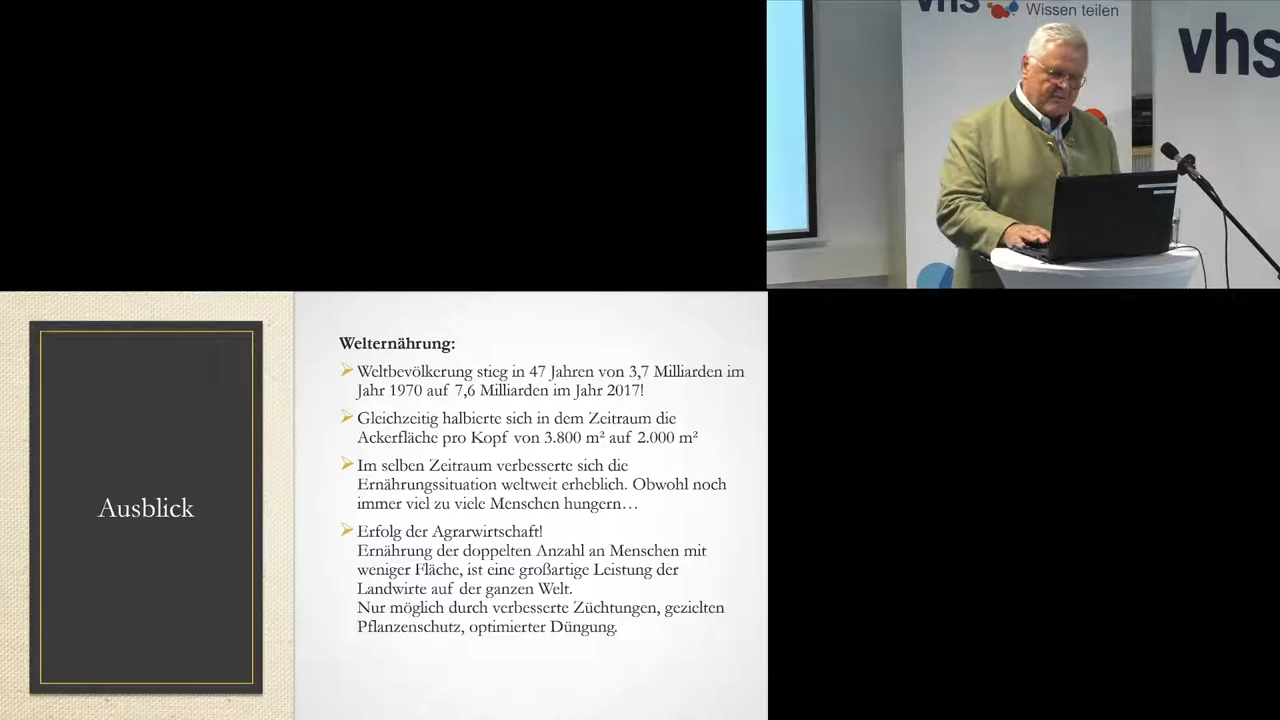 vhs
Wissen teilen
vhs
Ausblick
Welternährung:
Weltbevölkerung stieg in 47 Jahren von 3,7 Milliarden im
Jahr 1970 auf 7,6 Milliarden im Jahr 2017!
Gleichzeitig halbierte sich in dem Zeitraum die
Ackerfläche pro Kopf von 3.800 m² auf 2.000 m²
Im selben Zeitraum verbesserte sich die
Ernährungssituation weltweit erheblich. Obwohl noch
immer viel zu viele Menschen hungern…
Erfolg der Agrarwirtschaft!
Ernährung der doppelten Anzahl an Menschen mit
weniger Fläche, ist eine großartige Leistung der
Landwirte auf der ganzen Welt.
Nur möglich durch verbesserte Züchtungen, gezielten
Pflanzenschutz, optimierter Düngung.